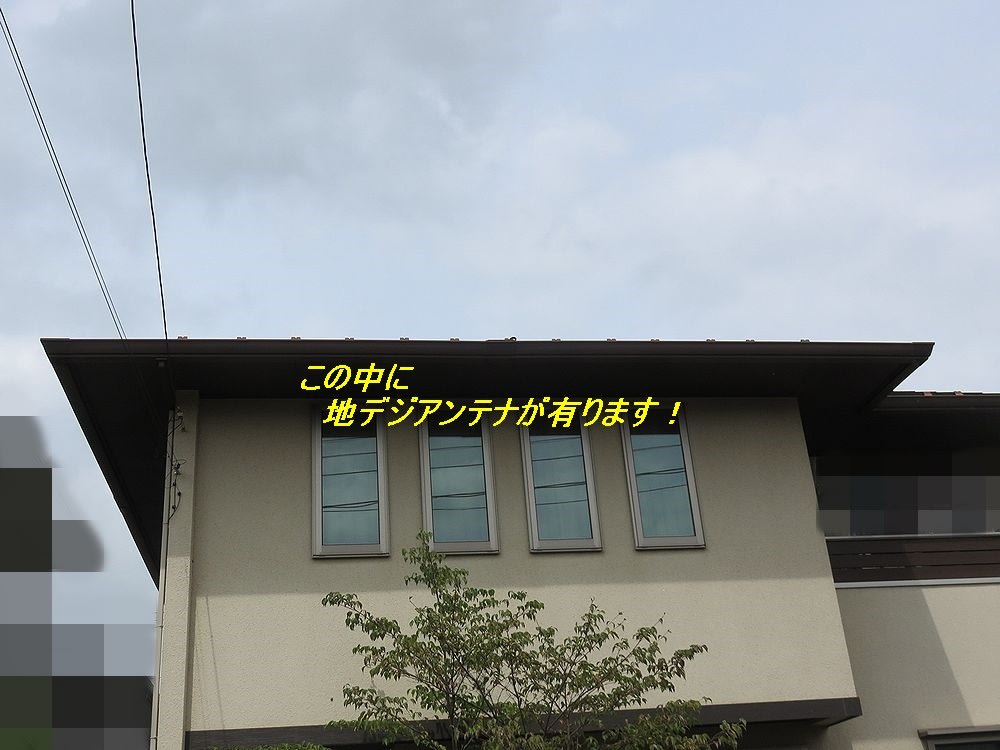 この中に
地デジアンテナが有ります！